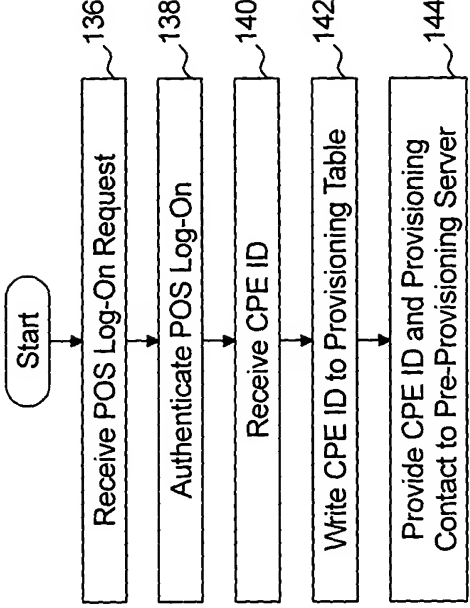 Start
Receive POS Log-On Request
136
Authenticate POS Log-On
138
Receive CPE ID
140
Write CPE ID to Provisioning Table
142
Provide CPE ID and Provisioning
Contact to Pre-Provisioning Server
144